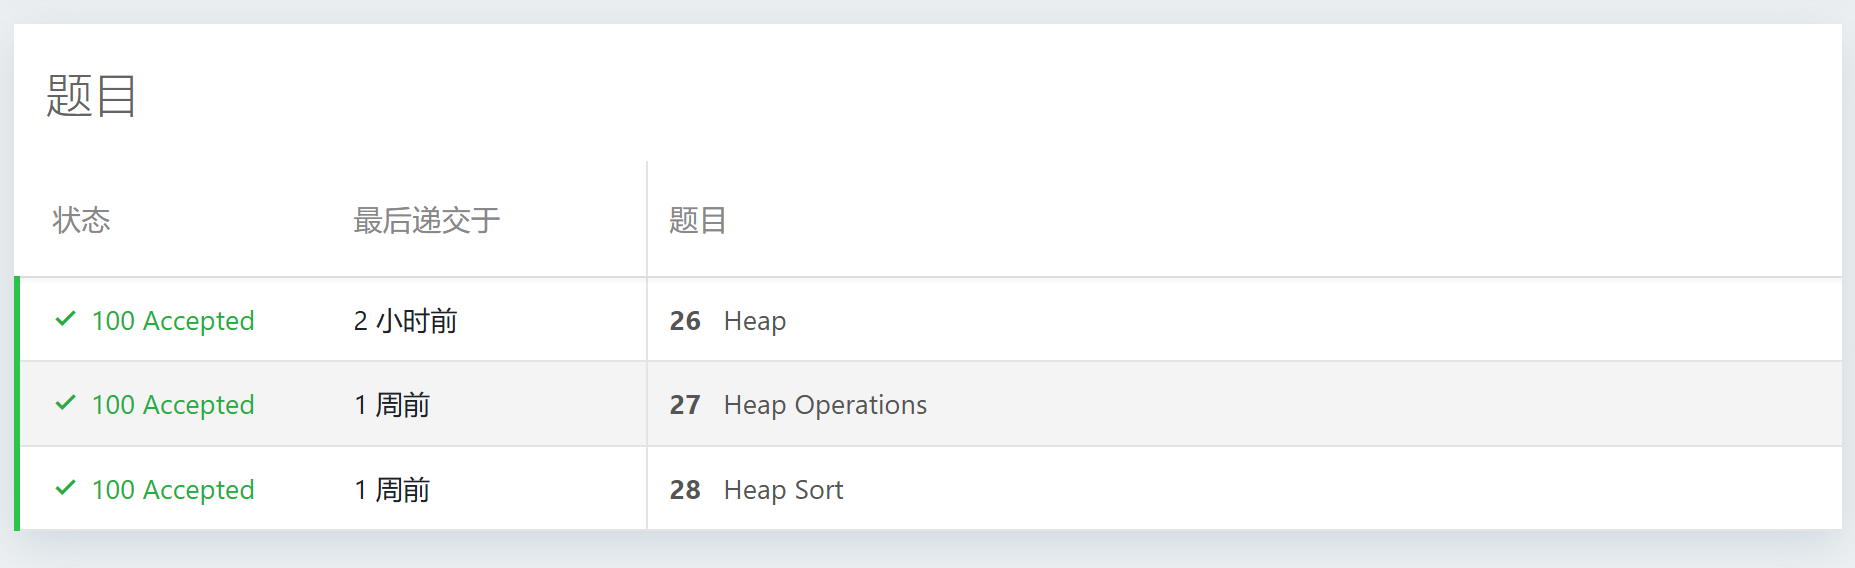 题目
状态 最后递交于 题目
100 Accepted 2 小时前 26 Heap
100 Accepted 1 周前 27 Heap Operations
100 Accepted 1 周前 28 Heap Sort